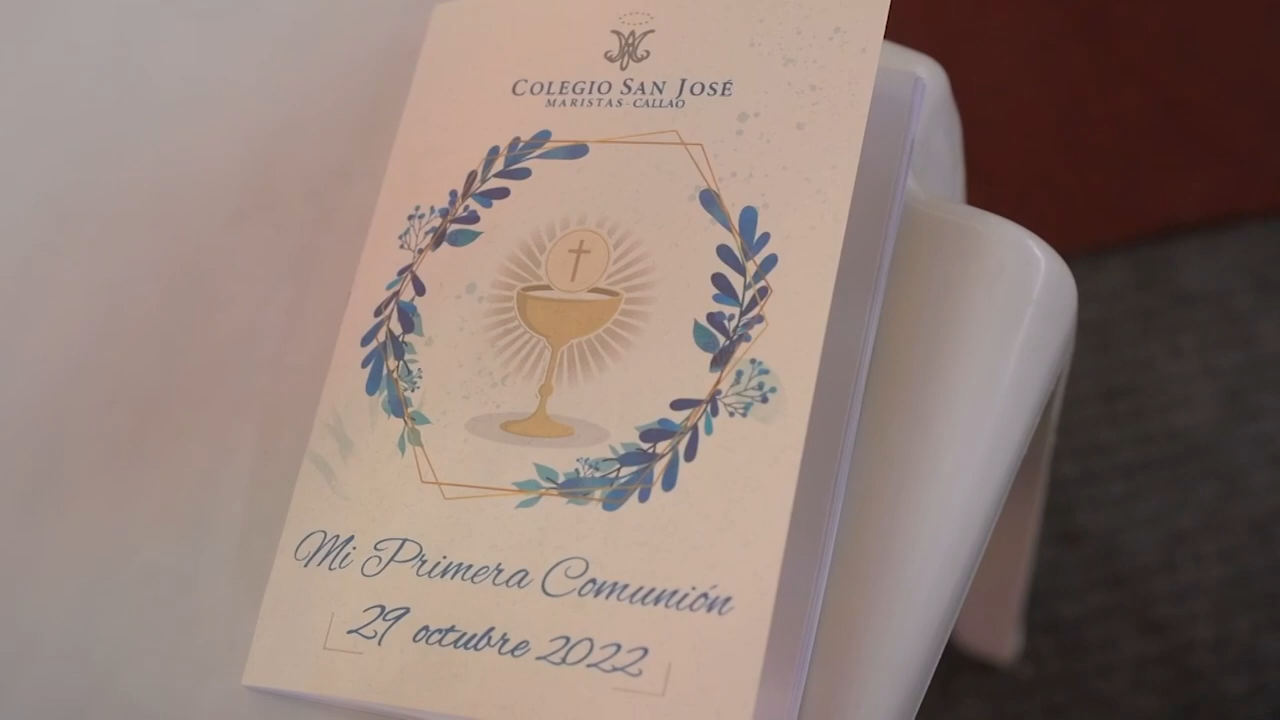 COLEGIO SAN JOSÉ
MARISTAS - CALLAO
Mi Primera Comunión
29 octubre 2022